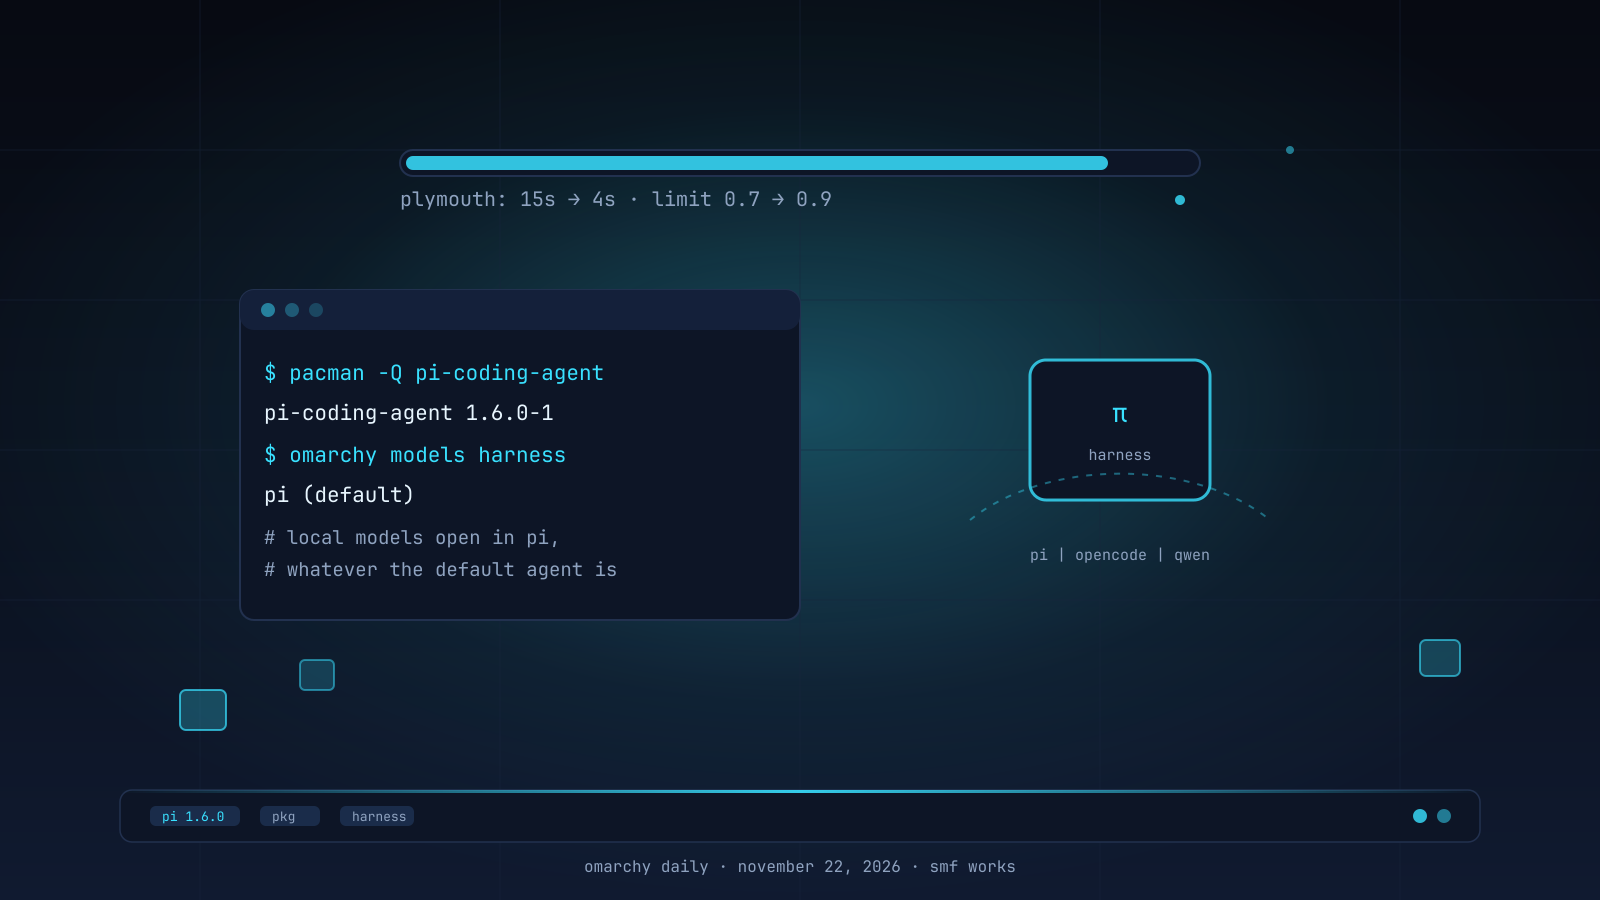 plymouth: 15s → 4s · limit 0.7 → 0.9
$ pacman -Q pi-coding-agent
pi-coding-agent 1.6.0-1
$ omarchy models harness
pi (default)
# local models open in pi,
# whatever the default agent is
π
harness
pi | opencode | qwen
pi 1.6.0
pkg
harness
omarchy daily · november 22, 2026 · smf works